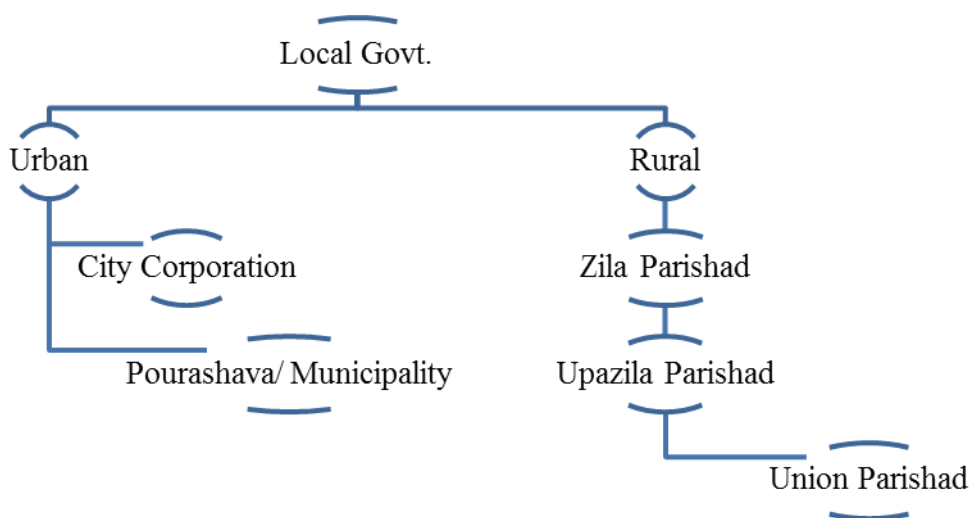 Local Govt.
Urban
Rural
City Corporation
Zila Parishad
Pourashava/ Municipality
Upazila Parishad
Union Parishad